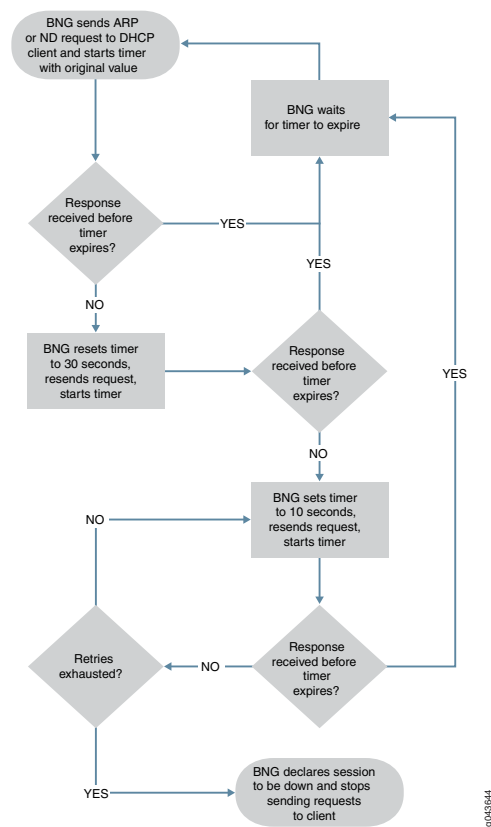 BNG sends ARP
or ND request to DHCP
client and starts timer
with original value
BNG waits
for timer to expire
Response
received before
timer
expires?
YES
YES
NO
BNG resets timer
to 30 seconds,
resends request,
starts timer
Response
received before
timer
expires?
YES
NO
BNG sets timer
to 10 seconds,
resends request,
starts timer
NO
Response
received before
timer
expires?
NO
Retries
exhausted?
YES
BNG declares session
to be down and stops
sending requests
to client
g043644